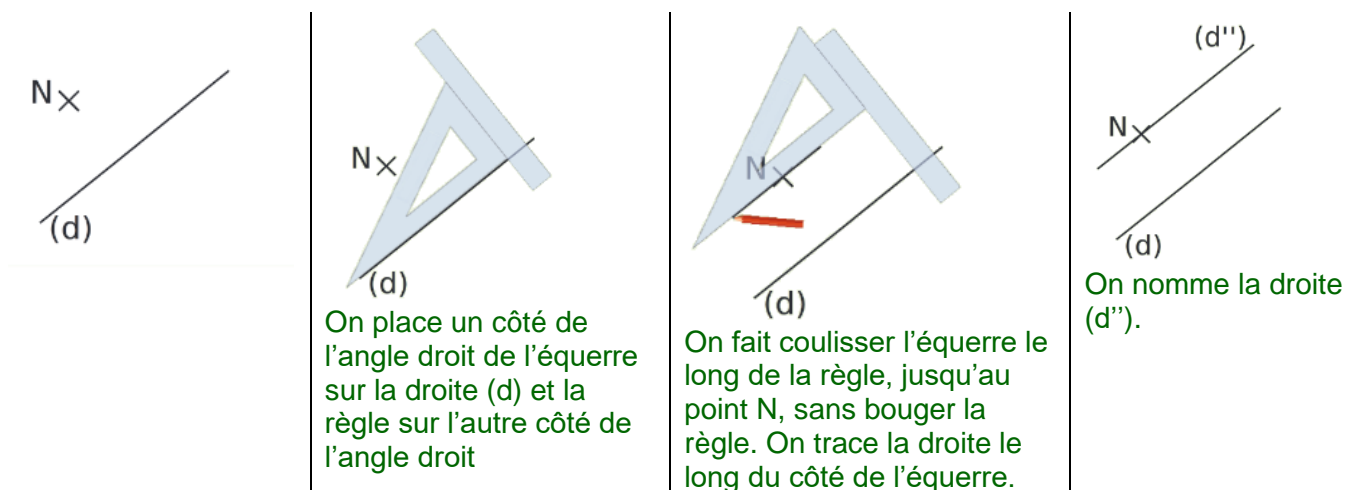 N
(d)
N
(d)
On place un côté de
l'angle droit de l'équerre
sur la droite (d) et la
règle sur l'autre côté de
l'angle droit
N
(d)
On fait coulisser l'équerre le
long de la règle, jusqu'au
point N, sans bouger la
règle. On trace la droite le
long du côté de l'équerre.
(d'')
N
(d)
On nomme la droite
(d'').